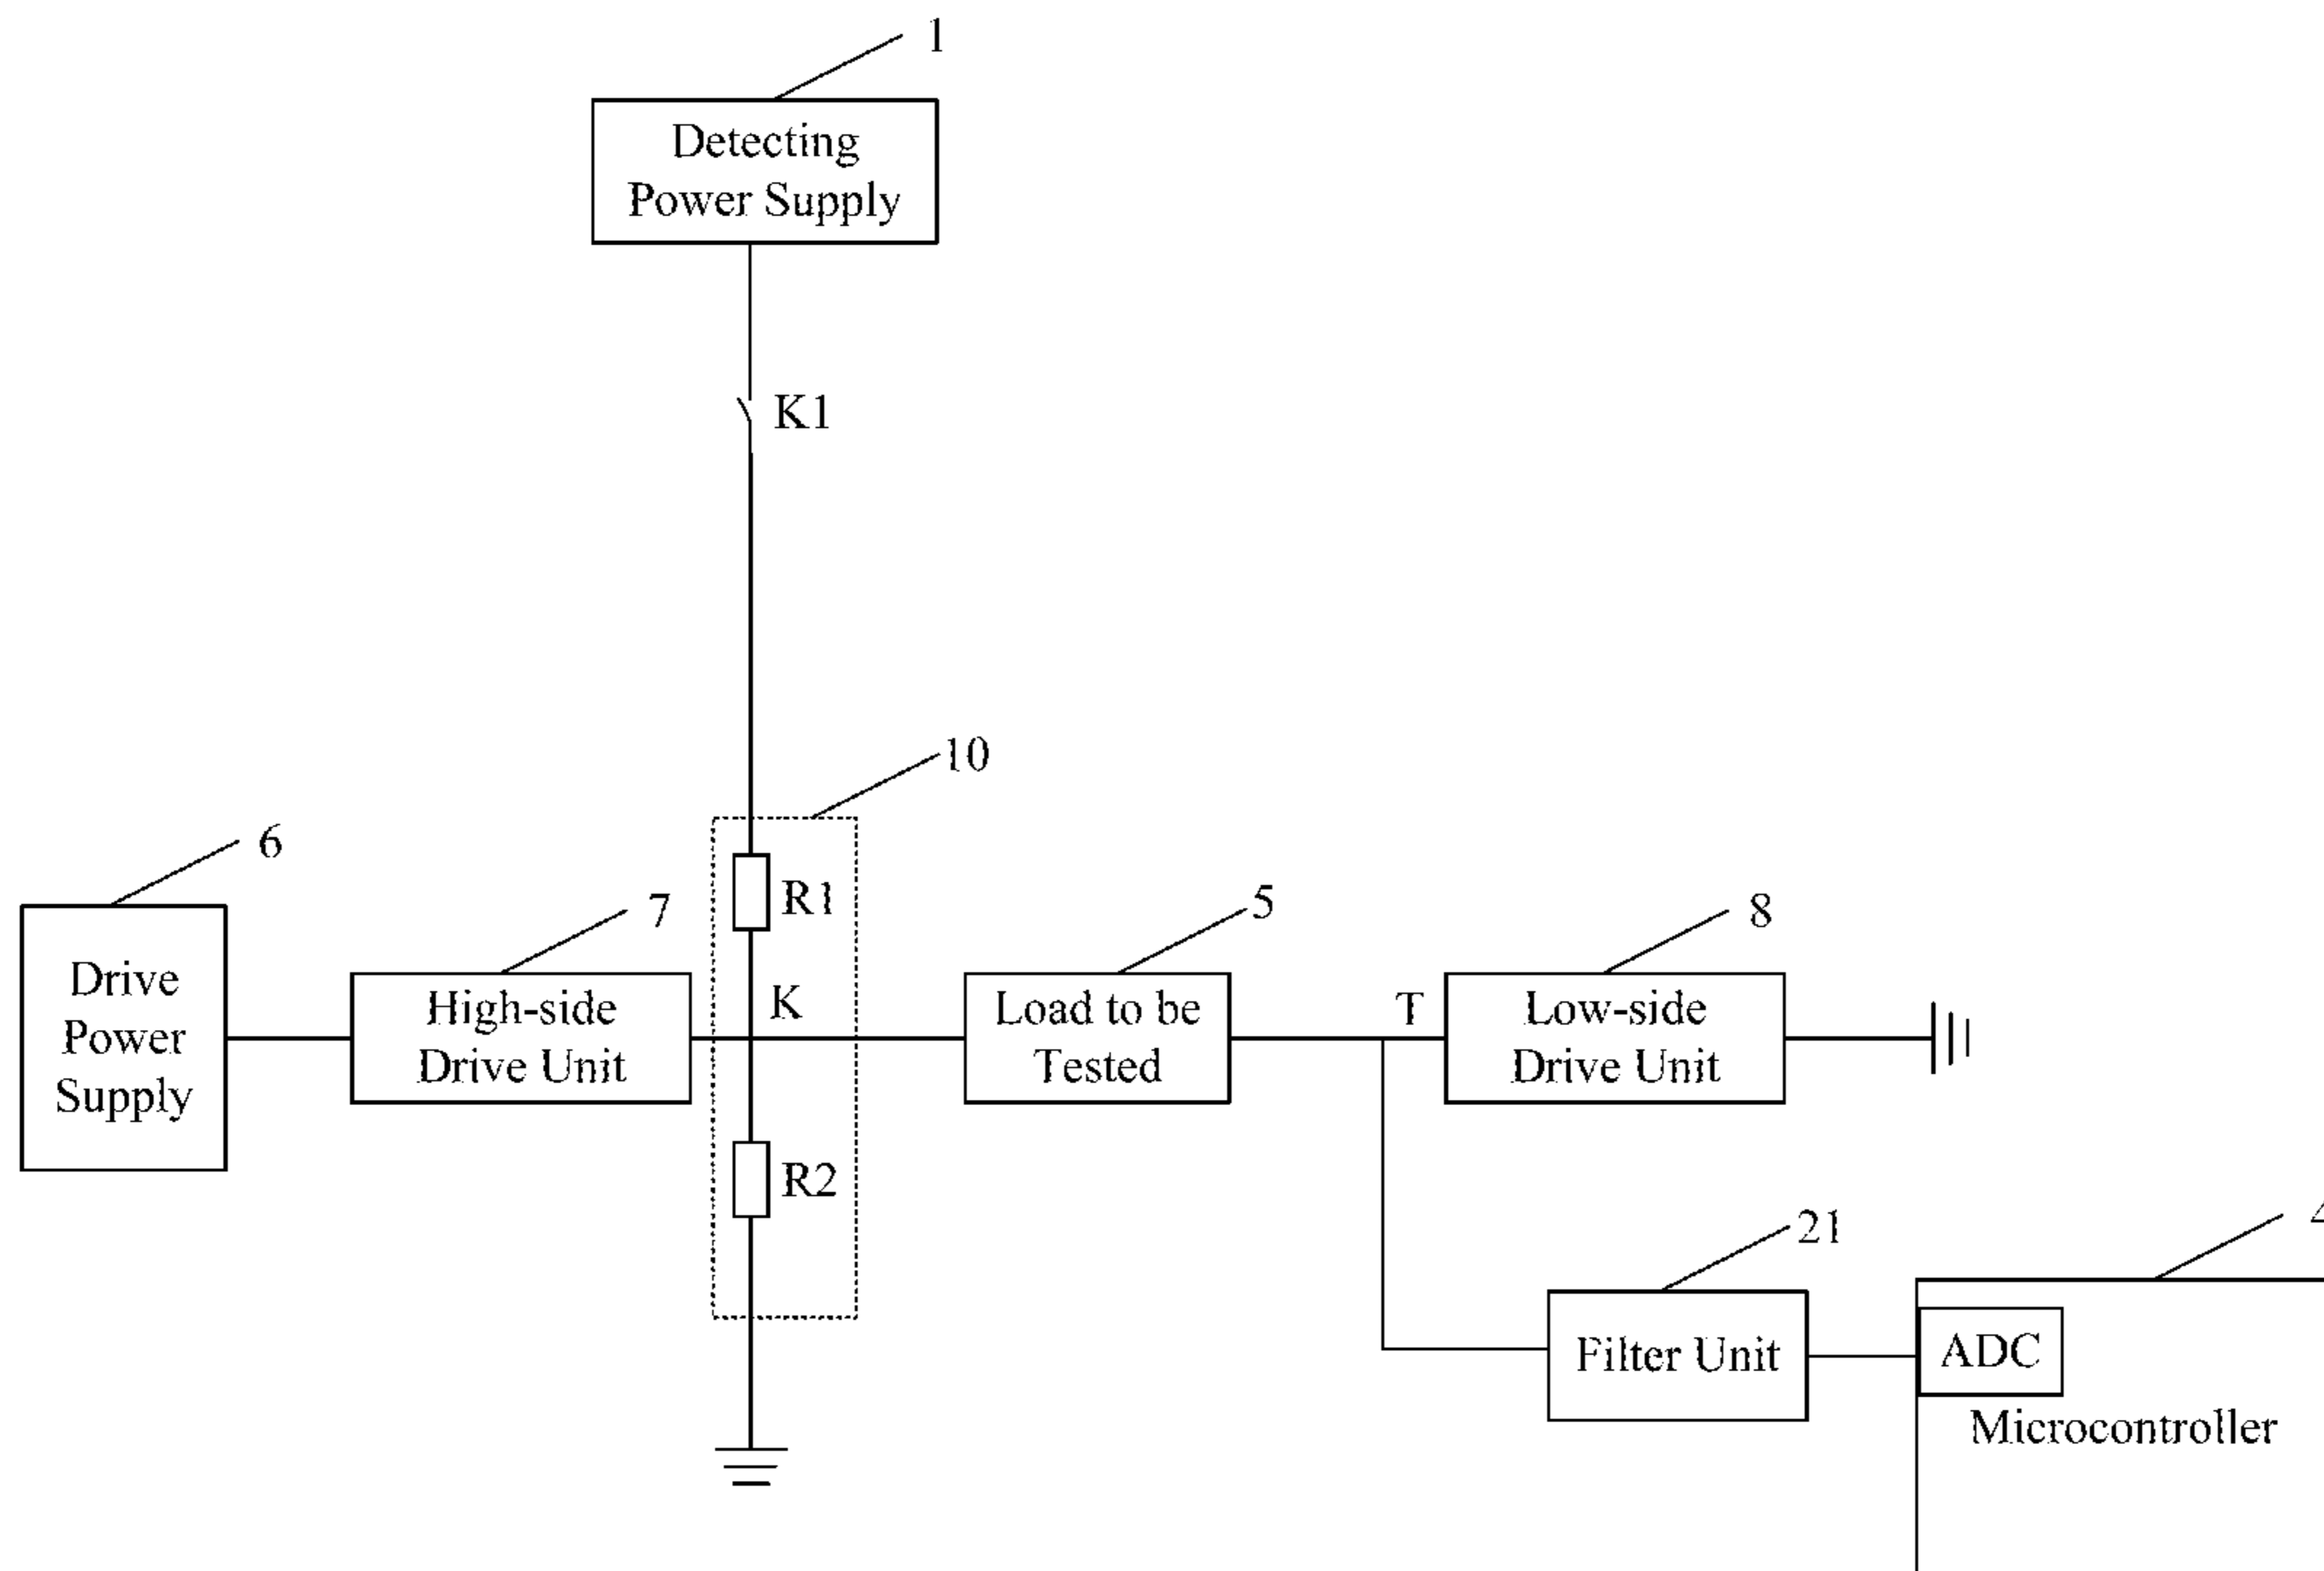 1
Detecting
Power Supply
K1
10
6
R1
7
5
8
Drive
Power
Supply
High-side
Drive Unit
K
Load to be
Tested
T
Low-side
Drive Unit
R2
21
4
Filter Unit
ADC
Microcontroller